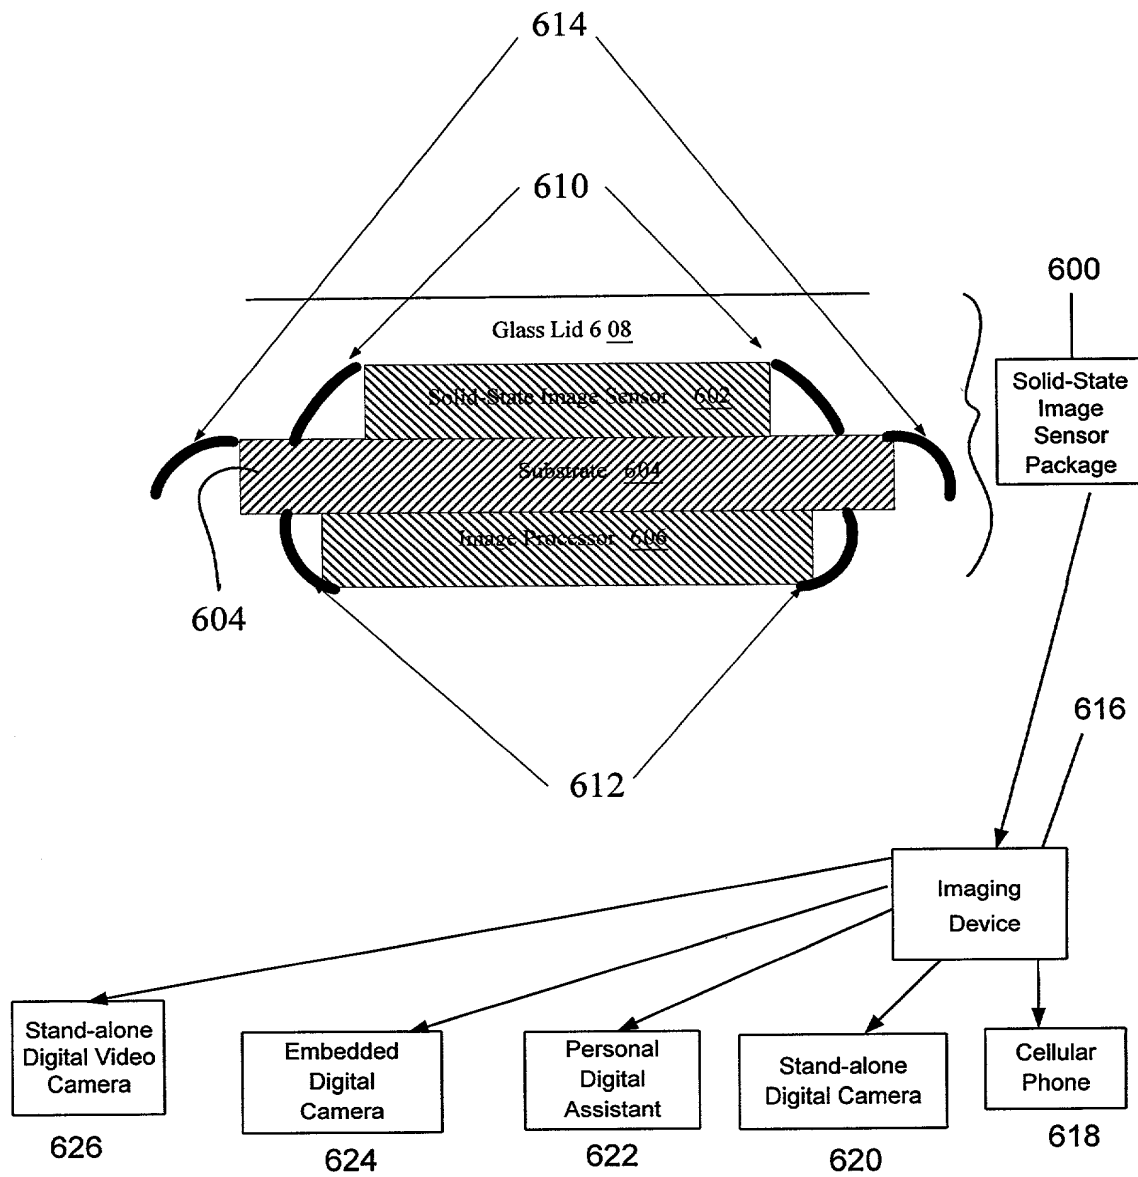 614
610
600
Glass Lid 6 08
Solid-State
Image
Sensor
Package
Solid-State Image Sensor 602
Substrate 604
Image Processor 606
604
616
612
Imaging
Device
Stand-alone
Digital Video
Camera
Embedded
Digital
Camera
Personal
Digital
Assistant
Stand-alone
Digital Camera
Cellular
Phone
626
624
622
620
618